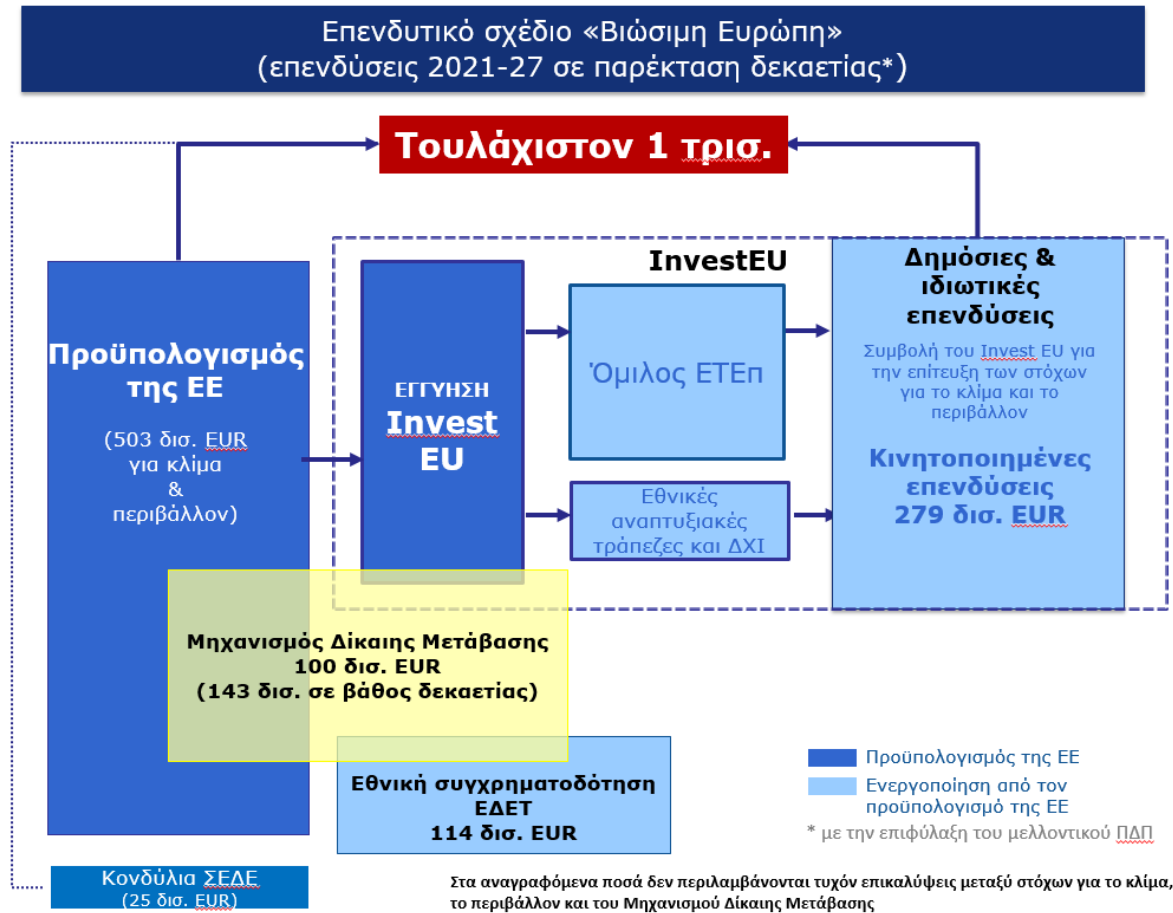 Επενδυτικό σχέδιο «Βιώσιμη Ευρώπη»
(επενδύσεις 2021-27 σε παρέκταση δεκαετίας*)
Τουλάχιστον 1 τρισ.
Προϋπολογισμός
της ΕΕ
(503 δισ. EUR
για κλίμα
&
περιβάλλον)
ΕΓΓΥΗΣΗ
Invest
EU
InvestEU
Όμιλος ΕΤΕπ
Εθνικές
αναπτυξιακές
τράπεζες και ΔΧΙ
Δημόσιες &
ιδιωτικές
επενδύσεις
Συμβολή του Invest EU για
την επίτευξη των στόχων
για το κλίμα και το
περιβάλλον
Κινητοποιημένες
επενδύσεις
279 δισ. EUR
Μηχανισμός Δίκαιης Μετάβασης
100 δισ. EUR
(143 δισ. σε βάθος δεκαετίας)
Εθνική συγχρηματοδότηση
ΕΔΕΤ
114 δισ. EUR
Προϋπολογισμός της ΕΕ
Ενεργοποίηση από τον
προϋπολογισμό της ΕΕ
* με την επιφύλαξη του μελλοντικού ΠΔΠ
Κονδύλια ΣΕΔΕ
(25 δισ. EUR)
Στα αναγραφόμενα ποσά δεν περιλαμβάνονται τυχόν επικαλύψεις μεταξύ στόχων για το κλίμα,
το περιβάλλον και του Μηχανισμού Δίκαιης Μετάβασης